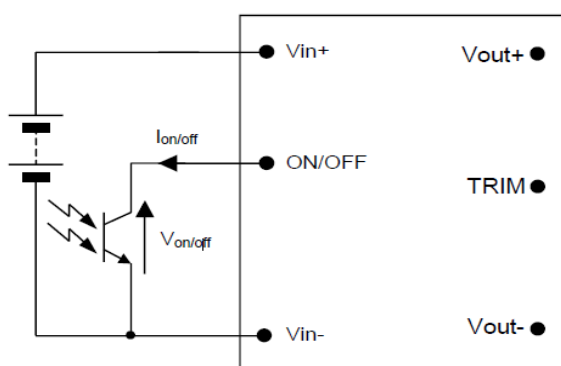 Vin+
Vout+
Ion/off
ON/OFF
TRIM
Von/off
Vin-
Vout-